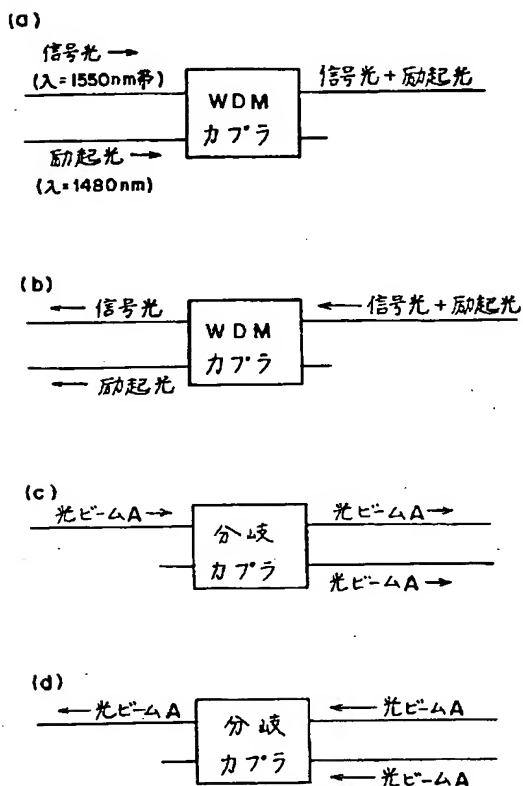 (a)
信号光 →
(入=1550nm帯)
WDM
カプラ
信号光+励起光
励起光 →
(入=1480nm)
(b)
← 信号光
WDM
カプラ
← 信号光+励起光
← 励起光
(c)
光ビームA→
分岐
カプラ
光ビームA→
光ビームA→
(d)
←光ビームA
分岐
カプラ
←光ビームA
←光ビームA